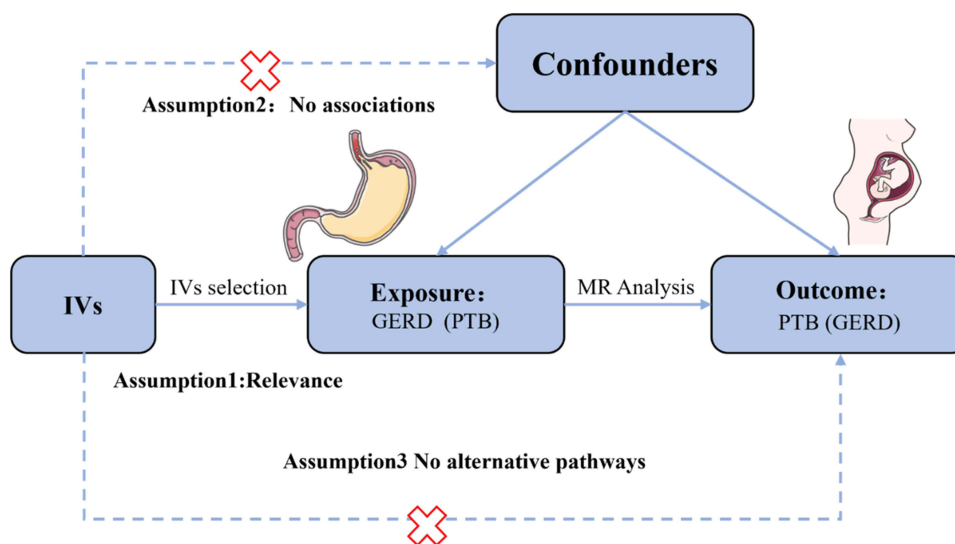 Confounders
Assumption2： No associations
IVs
IVs selection
Exposure：
GERD (PTB)
MR Analysis
Outcome：
PTB (GERD)
Assumption1:Relevance
Assumption3 No alternative pathways